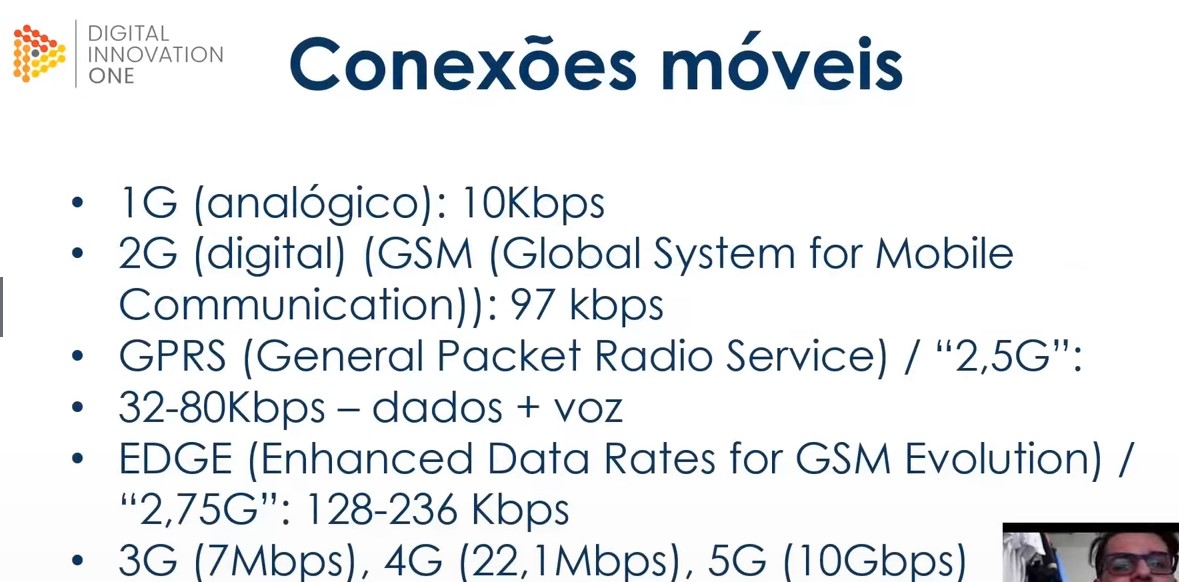 DIGITAL
INNOVATION
ONE
Conexões móveis
• 1G (analógico): 10Kbps
• 2G (digital) (GSM (Global System for Mobile
Communication)): 97 kbps
• GPRS (General Packet Radio Service) / “2,5G”:
• 32-80Kbps – dados + voz
• EDGE (Enhanced Data Rates for GSM Evolution) /
“2,75G”: 128-236 Kbps
• 3G (7Mbps), 4G (22,1Mbps), 5G (10Gbps)